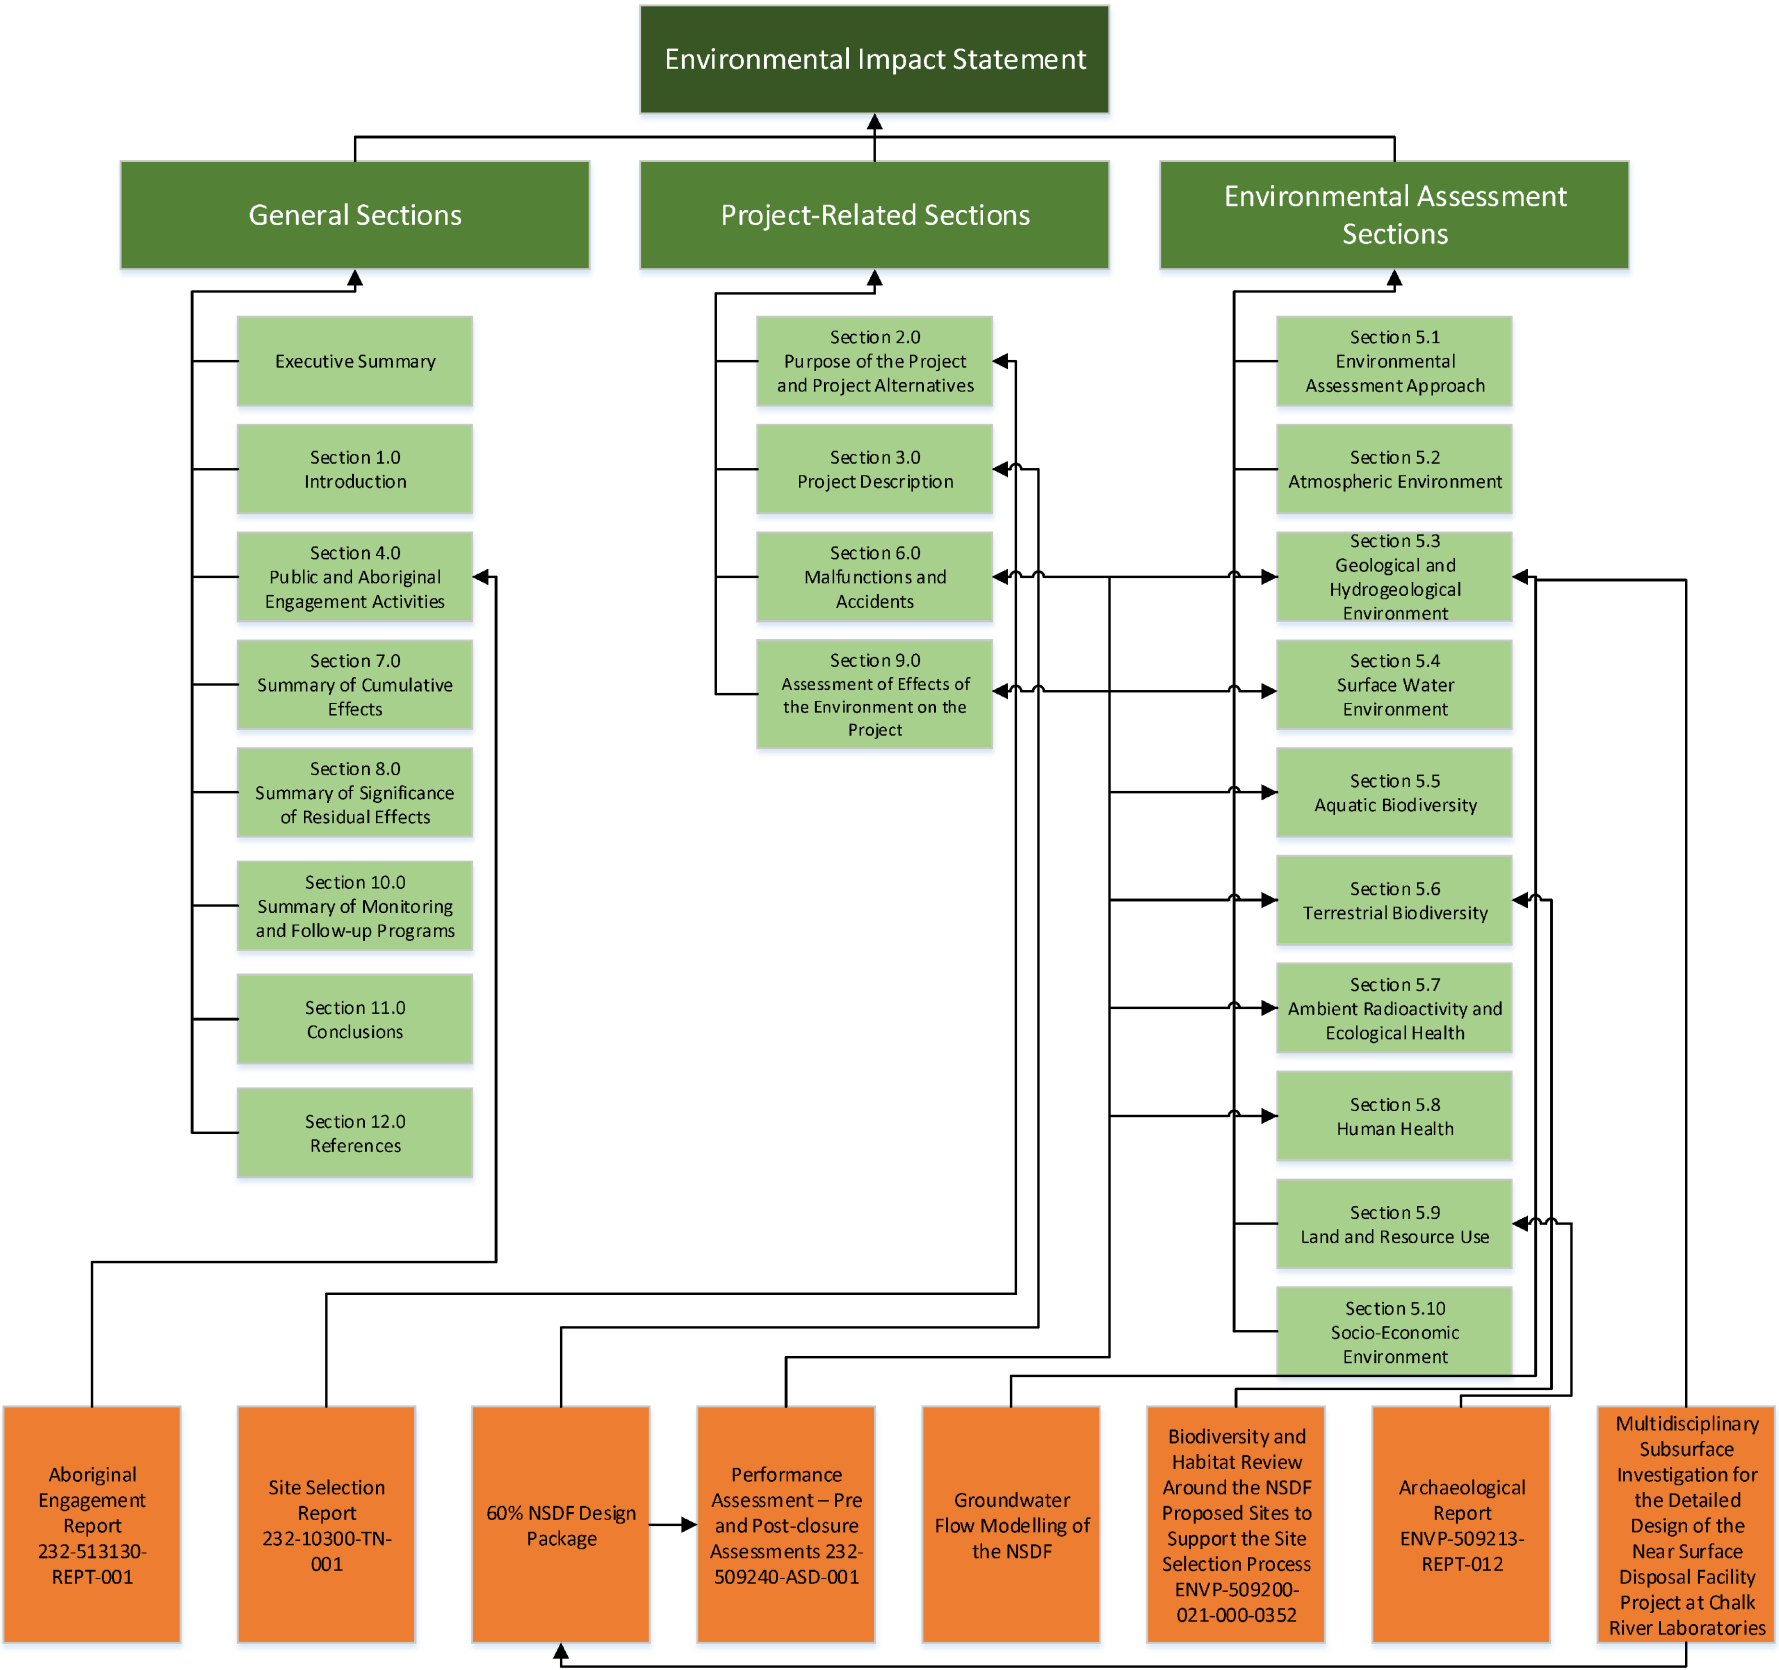 Environmental Impact Statement
General Sections
Project-Related Sections
Environmental Assessment
Sections
Executive Summary
Section 1.0
Introduction
Section 4.0
Public and Aboriginal
Engagement Activities
Section 7.0
Summary of Cumulative
Effects
Section 8.0
Summary of Significance
of Residual Effects
Section 10.0
Summary of Monitoring
and Follow-up Programs
Section 11.0
Conclusions
Section 12.0
References
Section 2.0
Purpose of the Project
and Project Alternatives
Section 3.0
Project Description
Section 6.0
Malfunctions and
Accidents
Section 9.0
Assessment of Effects of
the Environment on the
Project
Section 5.1
Environmental
Assessment Approach
Section 5.2
Atmospheric Environment
Section 5.3
Geological and
Hydrogeological
Environment
Section 5.4
Surface Water
Environment
Section 5.5
Aquatic Biodiversity
Section 5.6
Terrestrial Biodiversity
Section 5.7
Ambient Radioactivity and
Ecological Health
Section 5.8
Human Health
Section 5.9
Land and Resource Use
Section 5.10
Socio-Economic
Environment
Aboriginal
Engagement
Report
232-513130-
REPT-001
Site Selection
Report
232-10300-TN-
001
60% NSDF Design
Package
Performance
Assessment – Pre
and Post-closure
Assessments 232-
509240-ASD-001
Groundwater
Flow Modelling of
the NSDF
Biodiversity and
Habitat Review
Around the NSDF
Proposed Sites to
Support the Site
Selection Process
ENVP-509200-
021-000-0352
Archaeological
Report
ENVP-509213-
REPT-012
Multidisciplinary
Subsurface
Investigation for
the Detailed
Design of the
Near Surface
Disposal Facility
Project at Chalk
River Laboratories